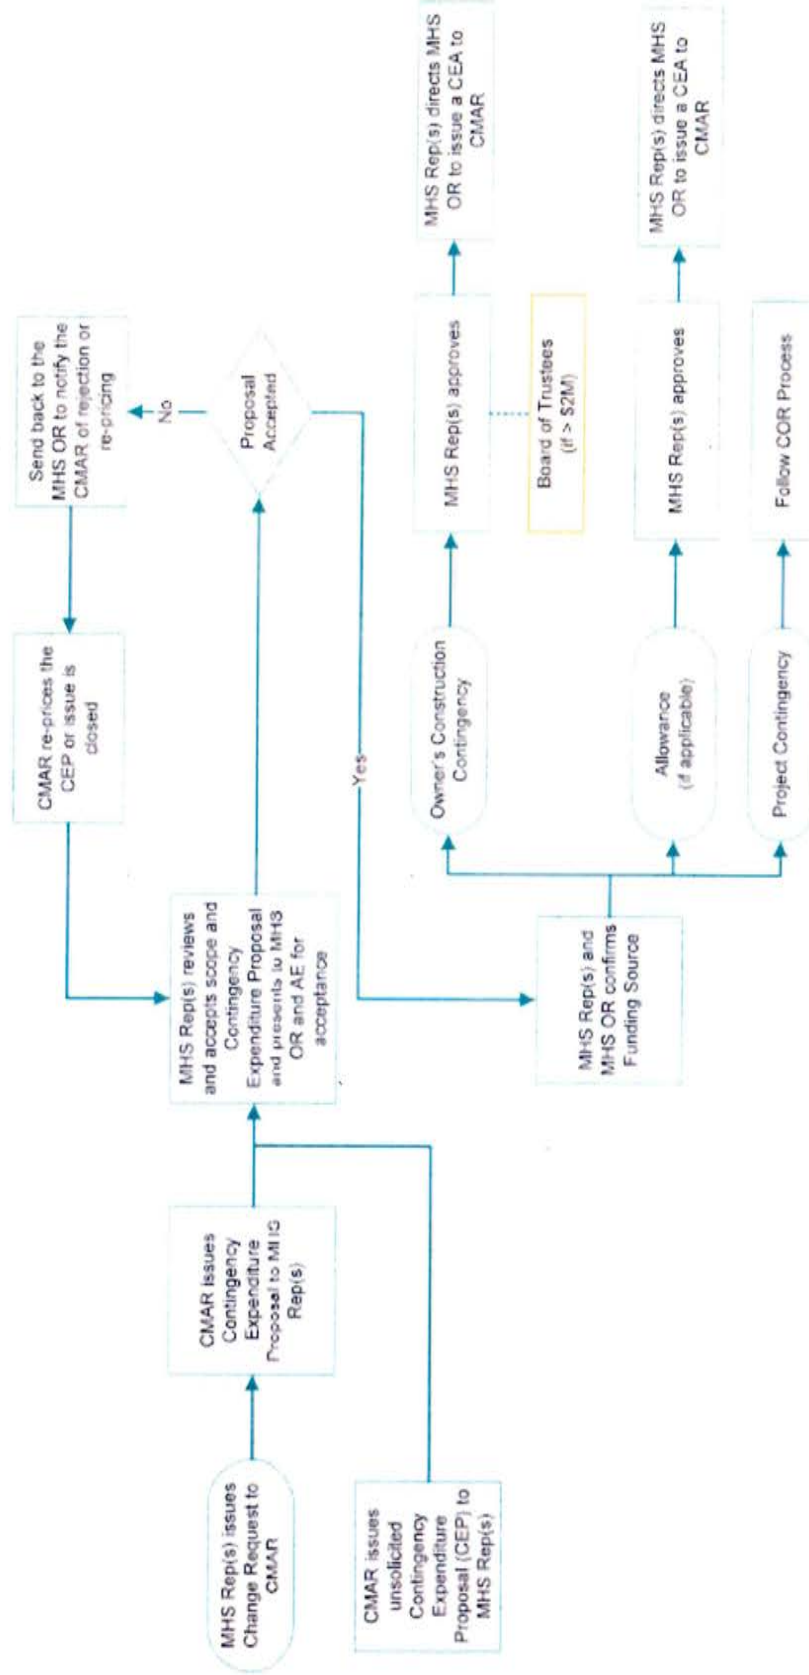 MHS Rep(s) issues
Change Request to
CMAR
CMAR issues
unsolicited
Contingency
Expenditure
Proposal (CEP) to
MHS Rep(s)
CMAR issues
Contingency
Expenditure
Proposal to MHS
Rep(s)
MHS Rep(s) reviews
and accepts scope and
Contingency
Expenditure Proposal
and presents to MHS
OR and AE for
acceptance
CMAR re-prices the
CEP or issue is
closed
Send back to the
MHS OR to notify the
CMAR of rejection or
re-pricing
No
Proposal
Accepted
Yes
MHS Rep(s) and
MHS OR confirms
Funding Source
Owner's Construction
Contingency
MHS Rep(s) approves
MHS Rep(s) directs MHS
OR to issue a CEA to
CMAR
Board of Trustees
(if > $2M)
Allowance
(if applicable)
MHS Rep(s) approves
MHS Rep(s) directs MHS
OR to issue a CEA to
CMAR
Project Contingency
Follow COR Process